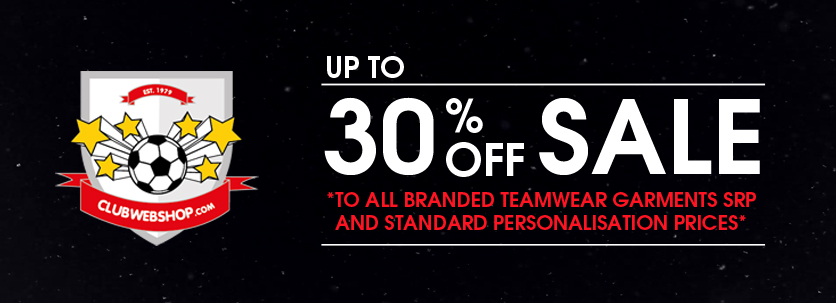 EST. 1979
CLUBWEBSHOP.COM
UP TO
30% OFF SALE
*TO ALL BRANDED TEAMWEAR GARMENTS SRP
AND STANDARD PERSONALISATION PRICES*